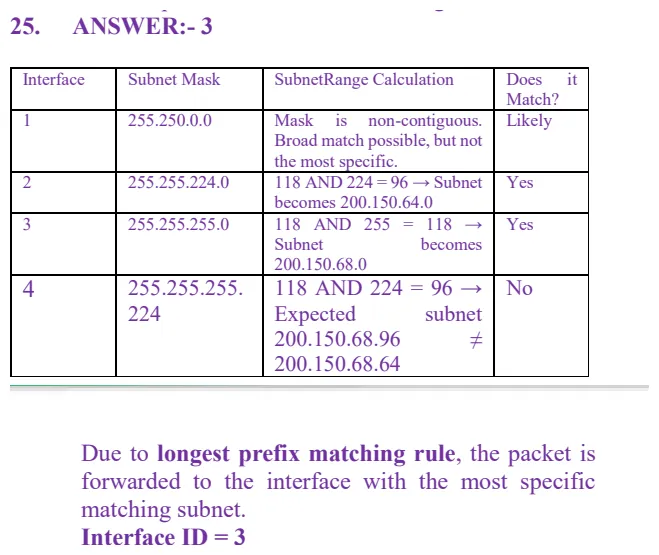 25. ANSWER:- 3
Interface Subnet Mask SubnetRange Calculation Does it
Match?
1 255.250.0.0 Mask is non-contiguous. Likely
Broad match possible, but not
the most specific.
2 255.255.224.0 118 AND 224 = 96 → Subnet Yes
becomes 200.150.64.0
3 255.255.255.0 118 AND 255 = 118 → Yes
Subnet becomes
200.150.68.0
4 255.255.255. 118 AND 224 = 96 → No
224 Expected subnet
200.150.68.96 ≠
200.150.68.64
Due to longest prefix matching rule, the packet is
forwarded to the interface with the most specific
matching subnet.
Interface ID = 3